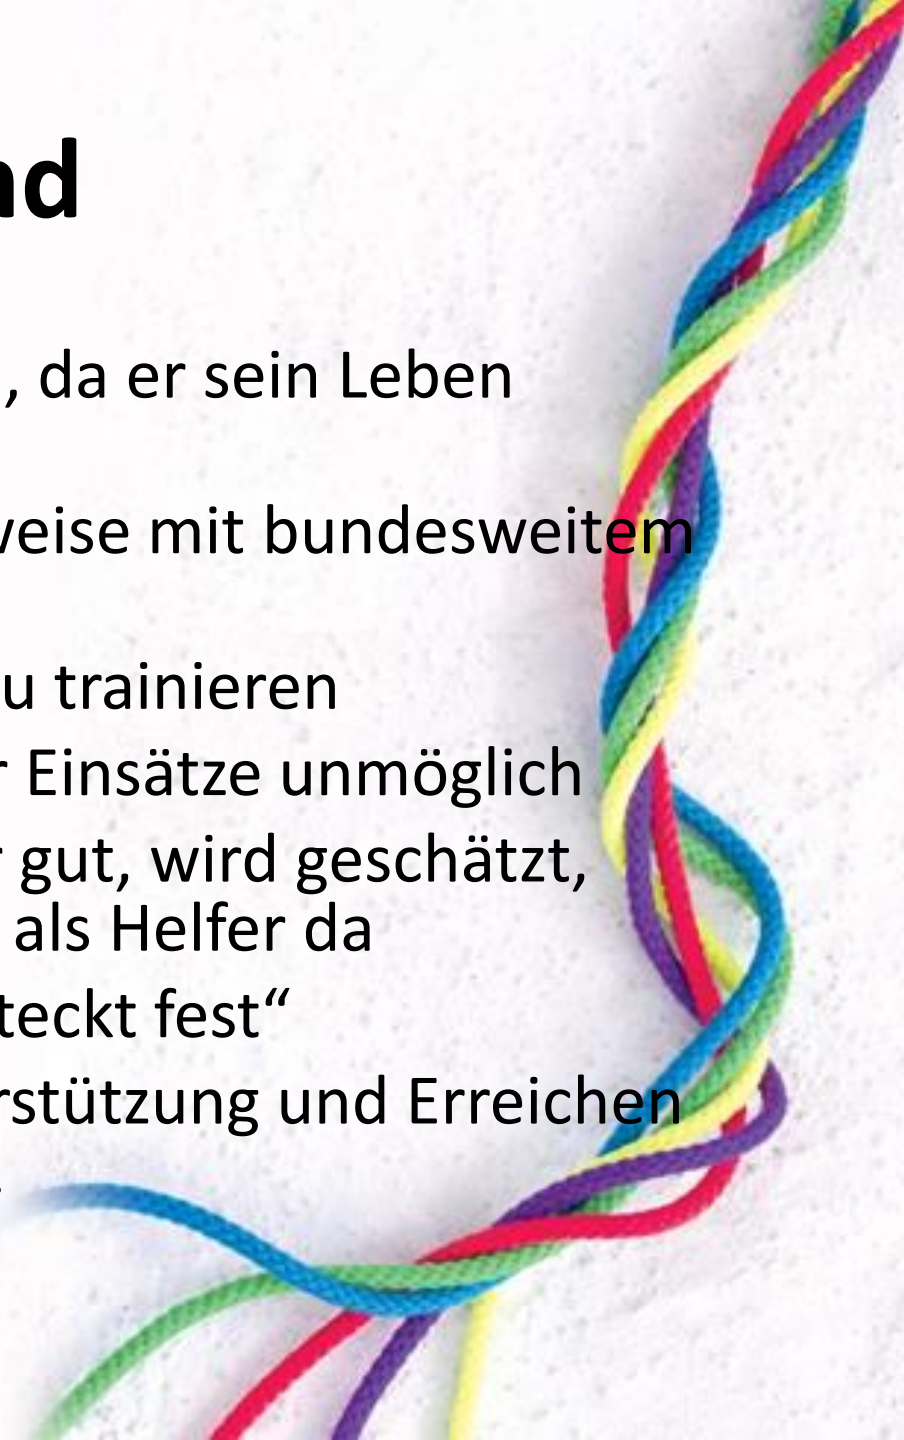 nd
, da er sein Leben
weise mit bundesweitem
u trainieren
r Einsätze unmöglich
r gut, wird geschätzt,
als Helfer da
teckt fest“
rstützung und Erreichen